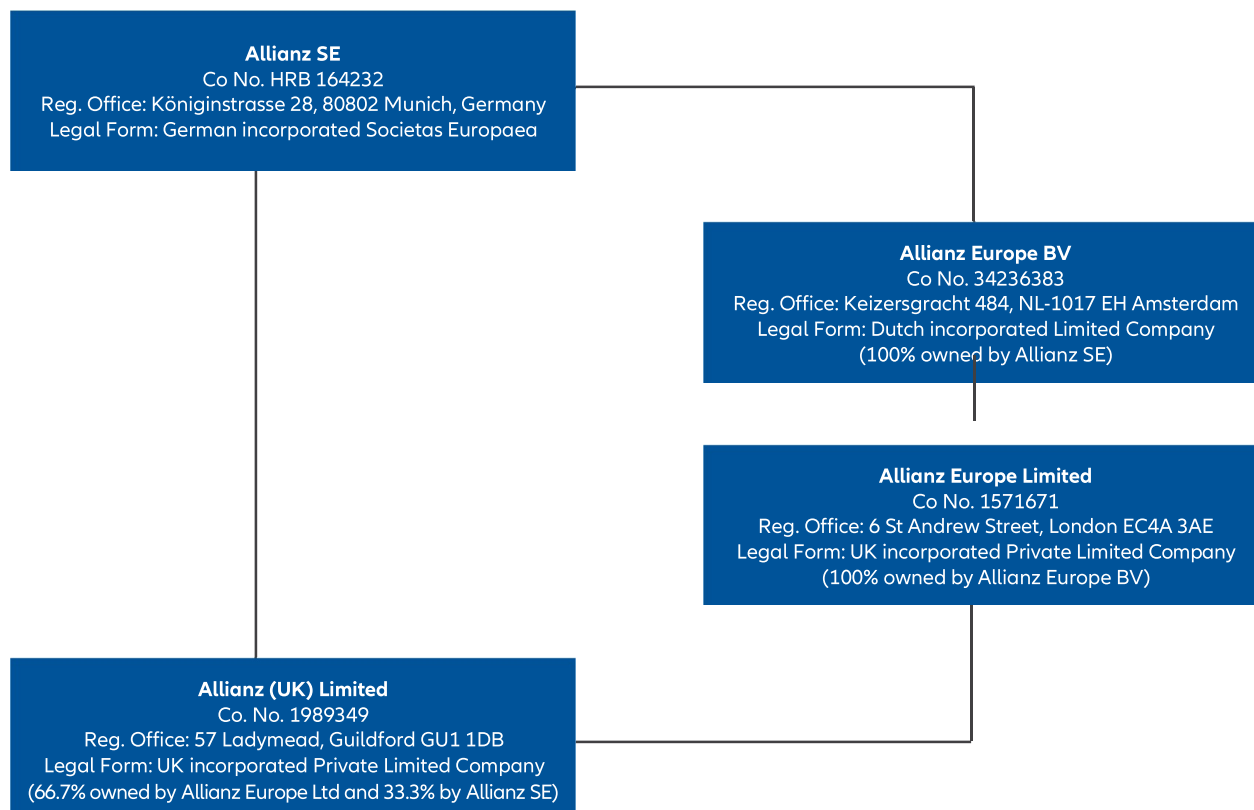 Allianz SE
Co No. HRB 164232
Reg. Office: Königinstrasse 28, 80802 Munich, Germany
Legal Form: German incorporated Societas Europaea
Allianz Europe BV
Co No. 34236383
Reg. Office: Keizersgracht 484, NL-1017 EH Amsterdam
Legal Form: Dutch incorporated Limited Company
(100% owned by Allianz SE)
Allianz Europe Limited
Co No. 1571671
Reg. Office: 6 St Andrew Street, London EC4A 3AE
Legal Form: UK incorporated Private Limited Company
(100% owned by Allianz Europe BV)
Allianz (UK) Limited
Co. No. 1989349
Reg. Office: 57 Ladymead, Guildford GU1 1DB
Legal Form: UK incorporated Private Limited Company
(66.7% owned by Allianz Europe Ltd and 33.3% by Allianz SE)